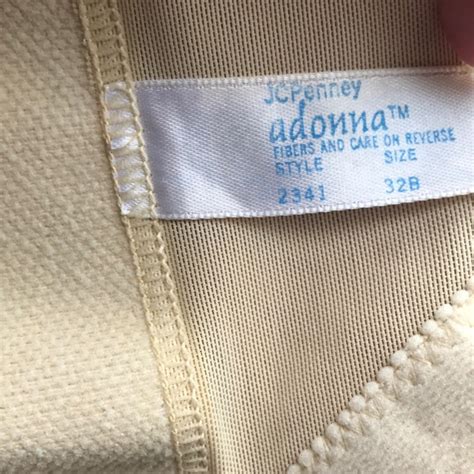 JCPenney
adonna™
FIBERS AND CARE ON REVERSE
STYLE SIZE
2341 32B